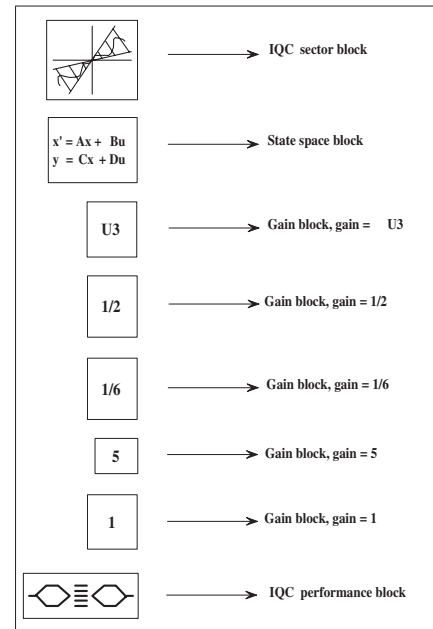 IQC sector block
x' = Ax + Bu
y = Cx + Du
State space block
U3
Gain block, gain = U3
1/2
Gain block, gain = 1/2
1/6
Gain block, gain = 1/6
5
Gain block, gain = 5
1
Gain block, gain = 1
IQC performance block